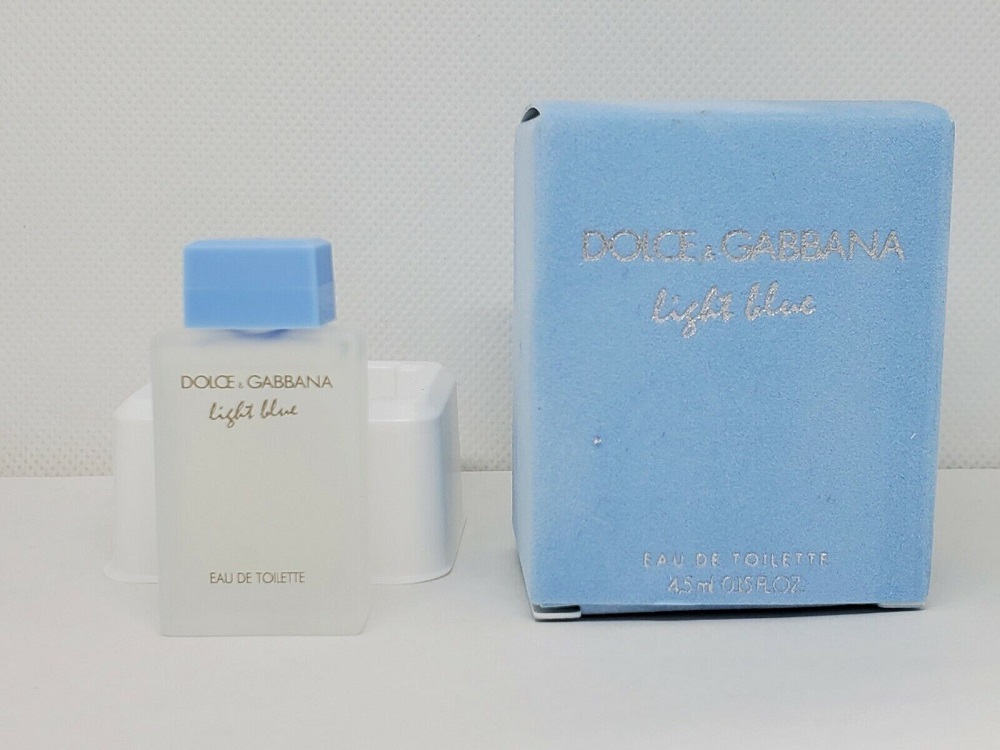 DOLCE & GABBANA
light blue
EAU DE TOILETTE
DOLCE & GABBANA
light blue
EAU DE TOILETTE
4.5 ml 0.15 FL.OZ.